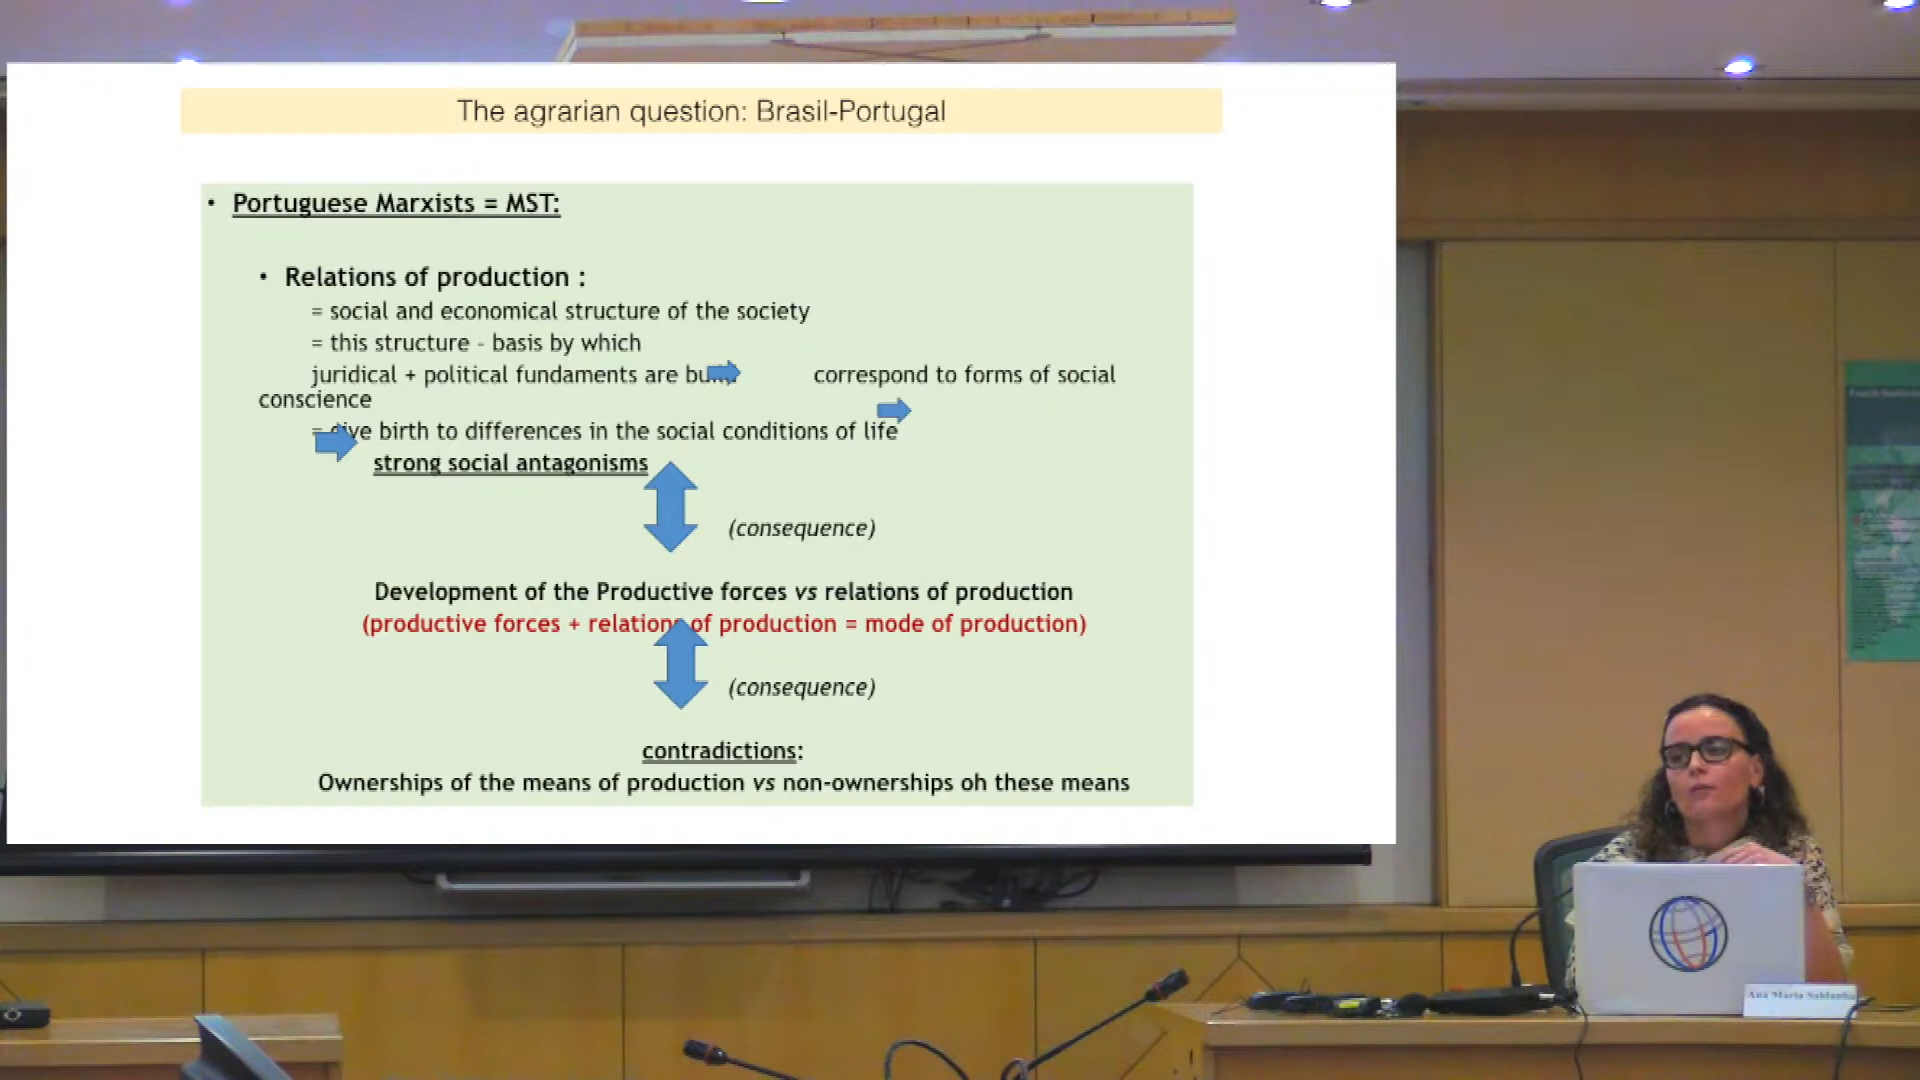 The agrarian question: Brasil-Portugal
• Portuguese Marxists = MST:
• Relations of production :
= social and economical structure of the society
= this structure - basis by which
juridical + political fundaments are build correspond to forms of social
conscience
= give birth to differences in the social conditions of life
strong social antagonisms
(consequence)
Development of the Productive forces vs relations of production
(productive forces + relations of production = mode of production)
(consequence)
contradictions:
Ownerships of the means of production vs non-ownerships oh these means
Ana Maria Saldanha